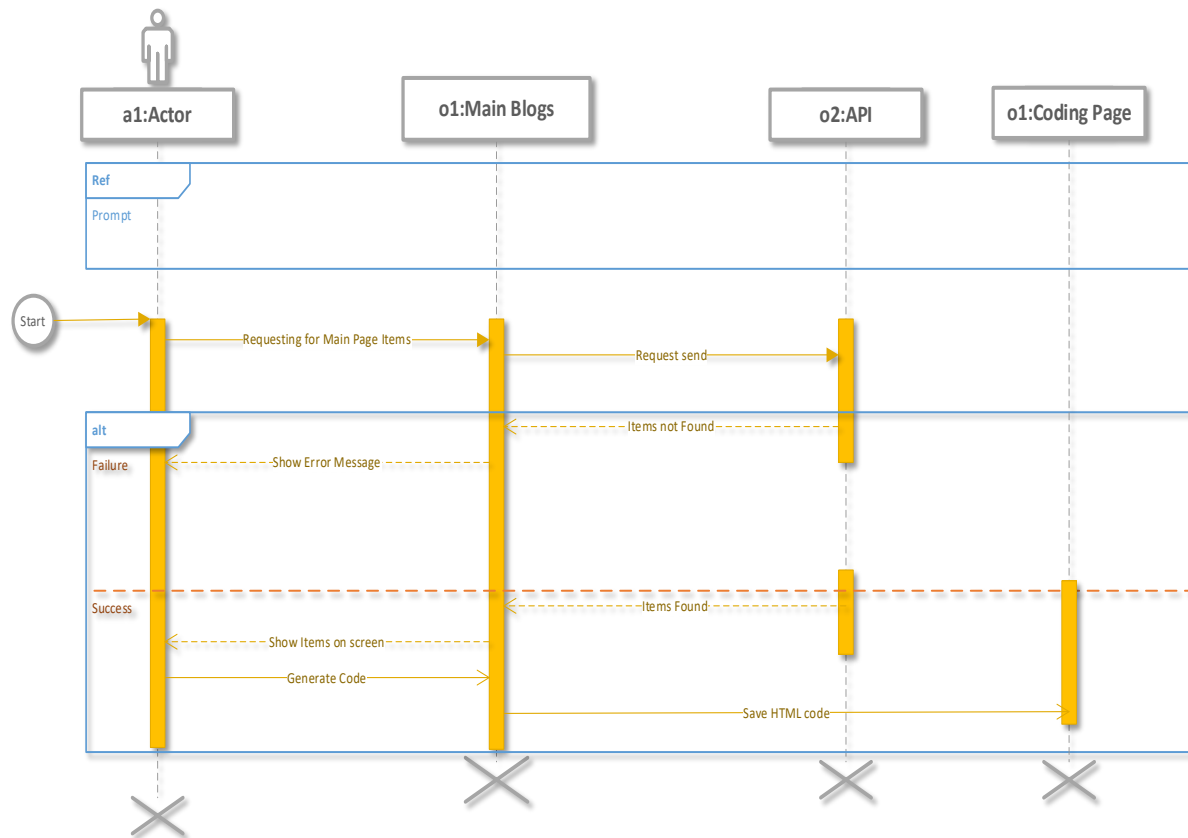 a1:Actor
o1:Main Blogs
o2:API
o1:Coding Page
Ref
Prompt
Start
Requesting for Main Page Items
Request send
alt
Items not Found
Failure
Show Error Message
Success
Items Found
Show Items on screen
Generate Code
Save HTML code